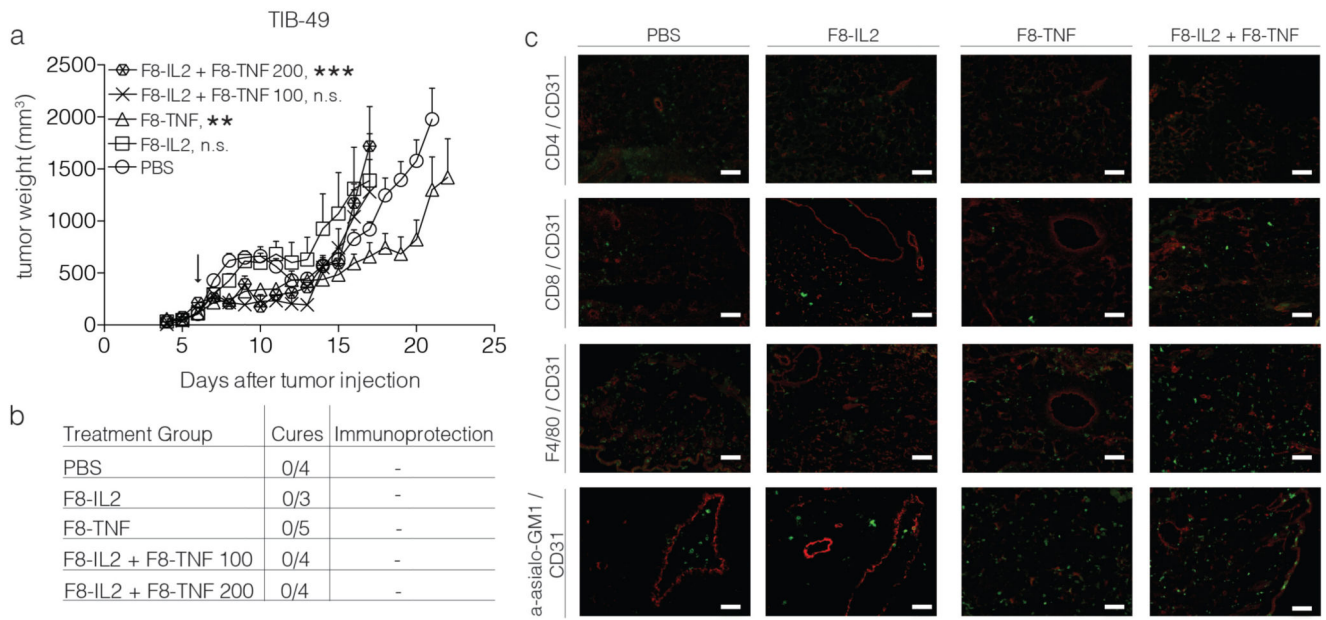 TIB-49
a
tumor weight (mm³)
2500
2000
1500
1000
500
0
F8-IL2 + F8-TNF 200, ★★★
F8-IL2 + F8-TNF 100, n.s.
F8-TNF, ★★
F8-IL2, n.s.
PBS
0 5 10 15 20 25
Days after tumor injection
b
Treatment Group Cures Immunoprotection
PBS 0/4 -
F8-IL2 0/3 -
F8-TNF 0/5 -
F8-IL2 + F8-TNF 100 0/4 -
F8-IL2 + F8-TNF 200 0/4 -
c
PBS F8-IL2 F8-TNF F8-IL2 + F8-TNF
CD4 / CD31
CD8 / CD31
F4/80 / CD31
a-asialo-GM1 /
CD31